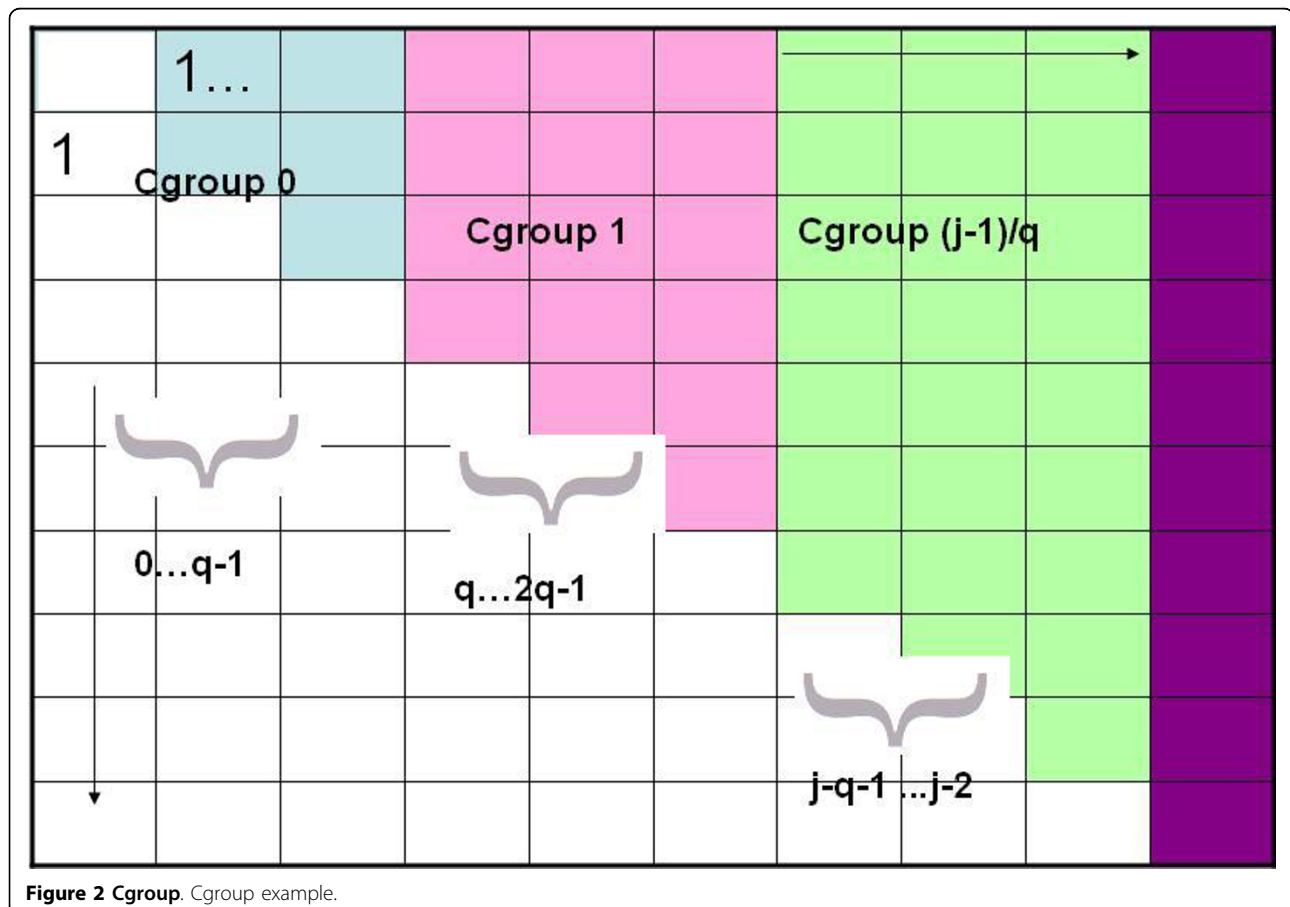 1...
1
Cgroup 0
Cgroup 1
Cgroup (j-1)/q
0...q-1
q...2q-1
j-q-1 ...j-2
Figure 2 Cgroup. Cgroup example.